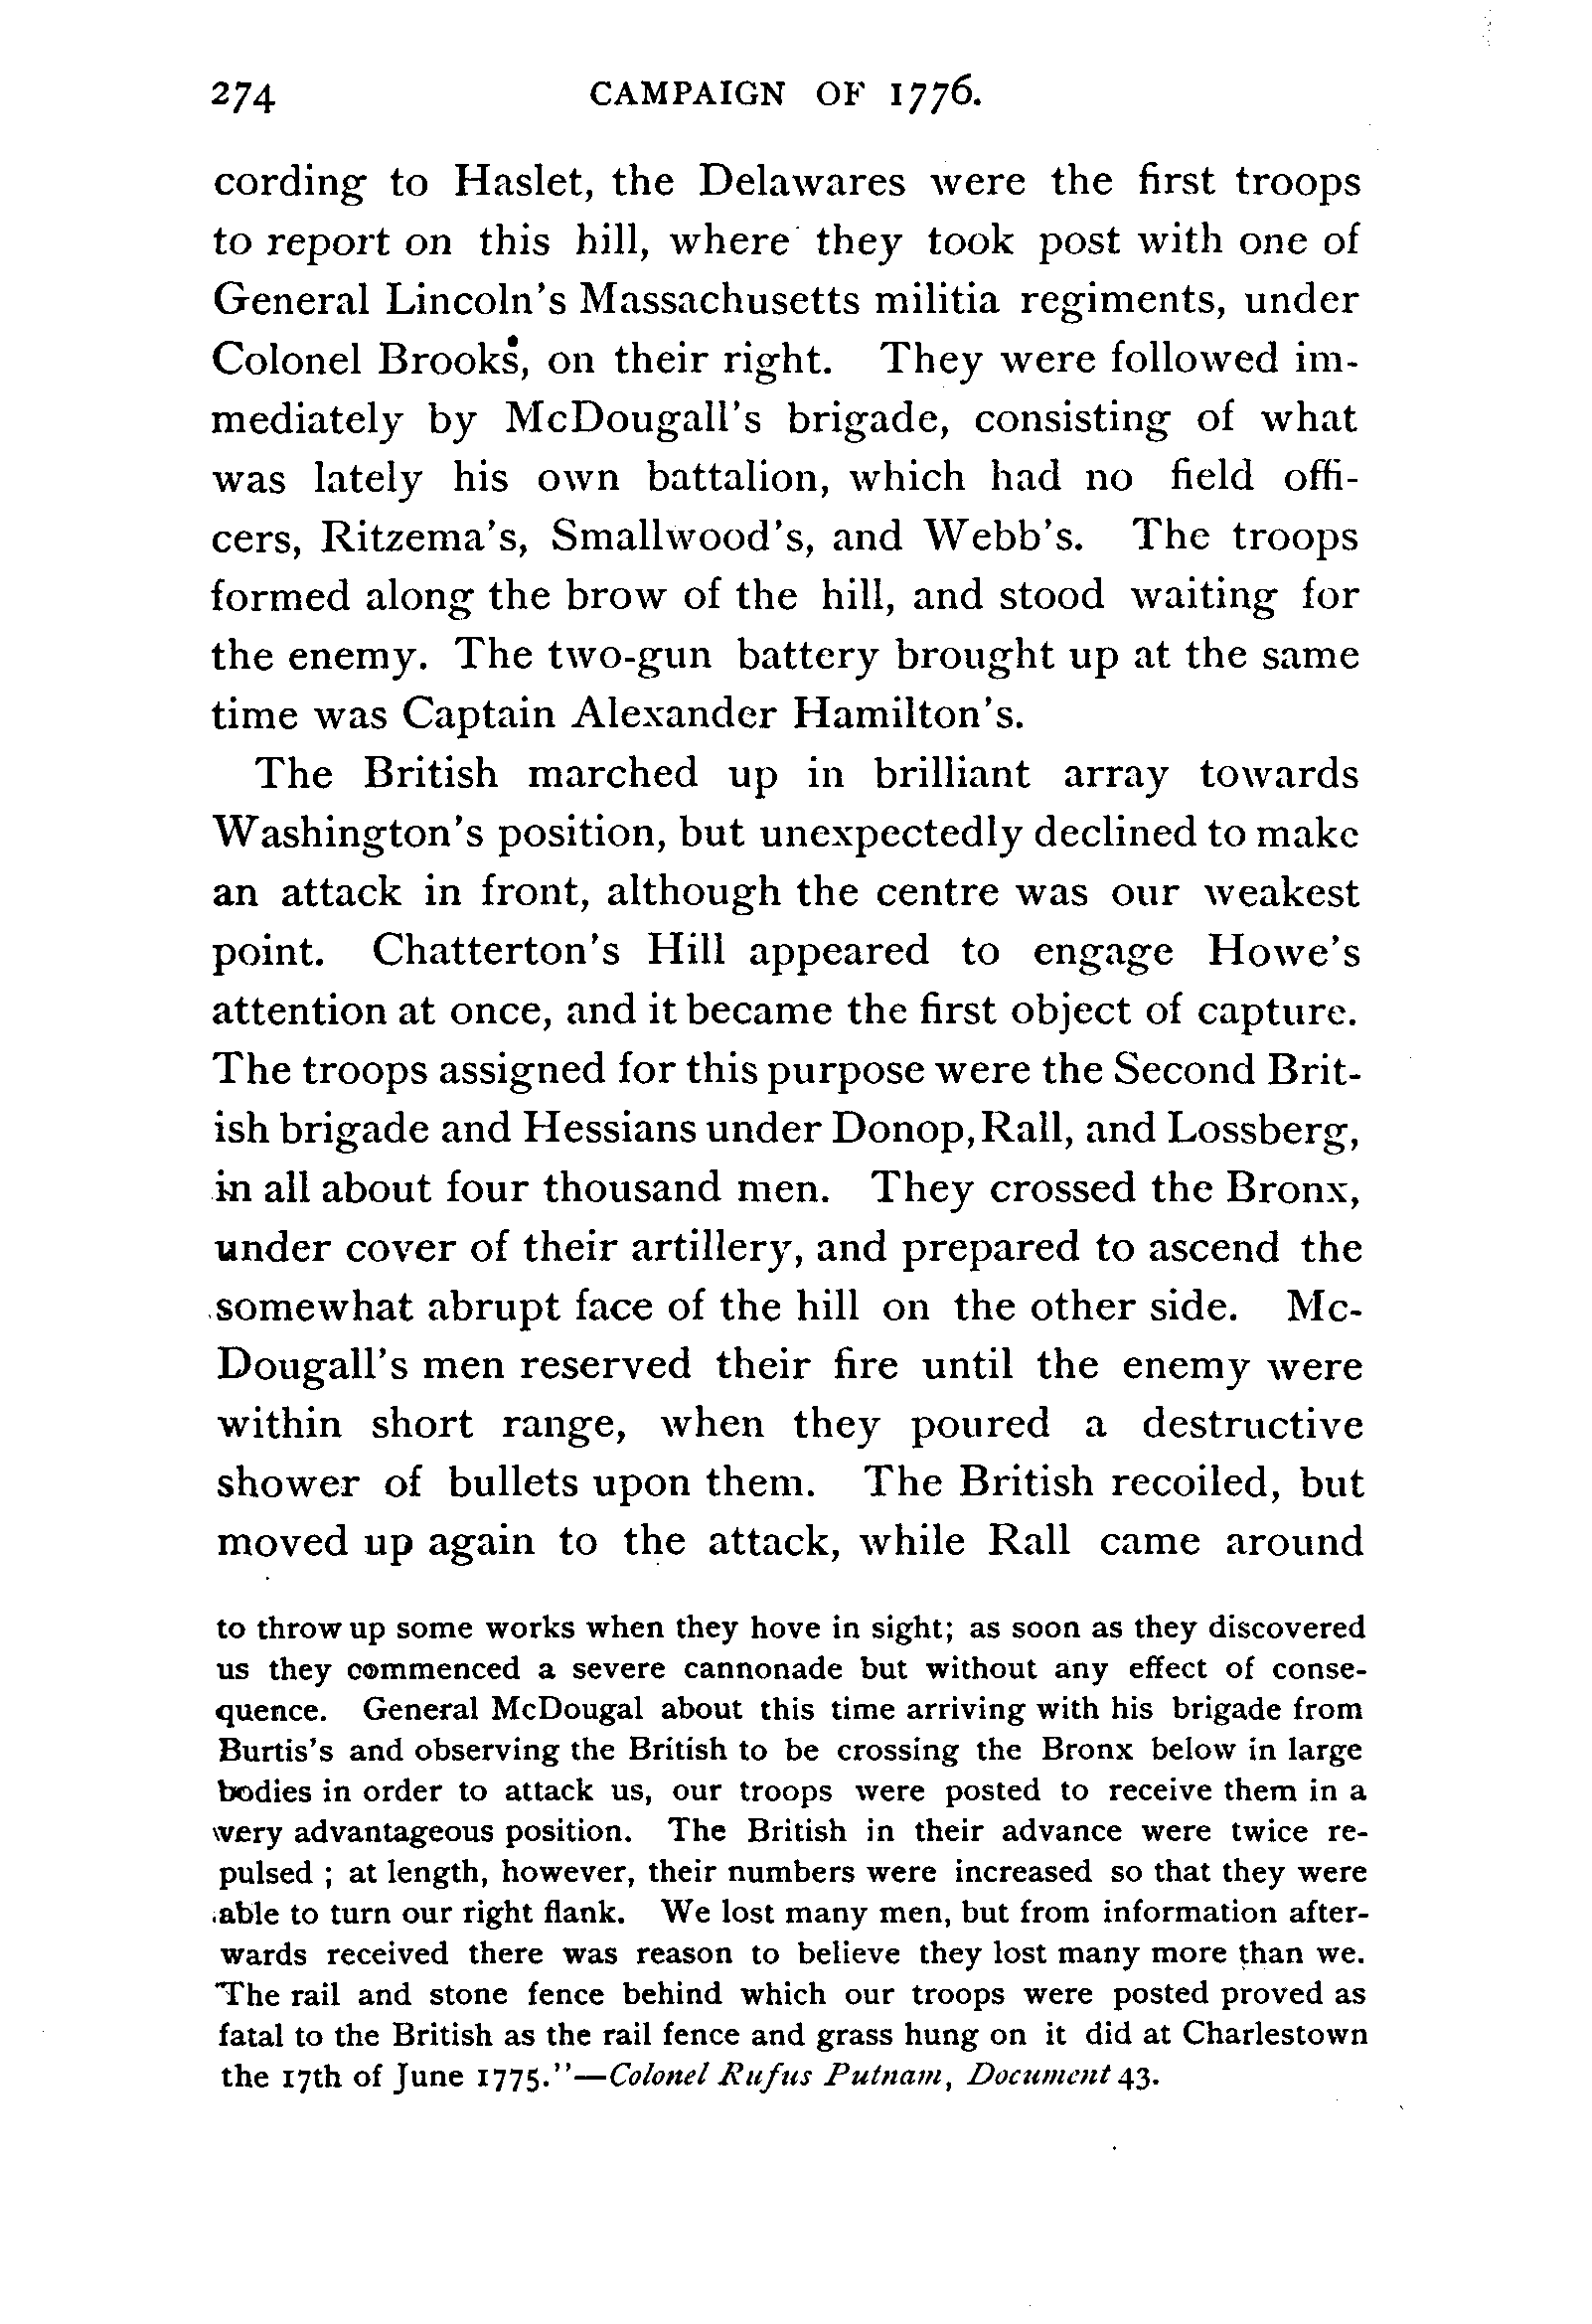 274 CAMPAIGN OF 1776.
cording to Haslet, the Delawares were the first troops
to report on this hill, where they took post with one of
General Lincoln's Massachusetts militia regiments, under
Colonel Brooks, on their right. They were followed im-
mediately by McDougall's brigade, consisting of what
was lately his own battalion, which had no field offi-
cers, Ritzema's, Smallwood's, and Webb's. The troops
formed along the brow of the hill, and stood waiting for
the enemy. The two-gun battery brought up at the same
time was Captain Alexander Hamilton's.
The British marched up in brilliant array towards
Washington's position, but unexpectedly declined to make
an attack in front, although the centre was our weakest
point. Chatterton's Hill appeared to engage Howe's
attention at once, and it became the first object of capture.
The troops assigned for this purpose were the Second Brit-
ish brigade and Hessians under Donop, Rall, and Lossberg,
in all about four thousand men. They crossed the Bronx,
under cover of their artillery, and prepared to ascend the
somewhat abrupt face of the hill on the other side. Mc-
Dougall's men reserved their fire until the enemy were
within short range, when they poured a destructive
shower of bullets upon them. The British recoiled, but
moved up again to the attack, while Rall came around
to throw up some works when they hove in sight; as soon as they discovered
us they commenced a severe cannonade but without any effect of conse-
quence. General McDougal about this time arriving with his brigade from
Burtis's and observing the British to be crossing the Bronx below in large
bodies in order to attack us, our troops were posted to receive them in a
very advantageous position. The British in their advance were twice re-
pulsed ; at length, however, their numbers were increased so that they were
able to turn our right flank. We lost many men, but from information after-
wards received there was reason to believe they lost many more than we.
The rail and stone fence behind which our troops were posted proved as
fatal to the British as the rail fence and grass hung on it did at Charlestown
the 17th of June 1775."—Colonel Rufus Putnam, Document 43.